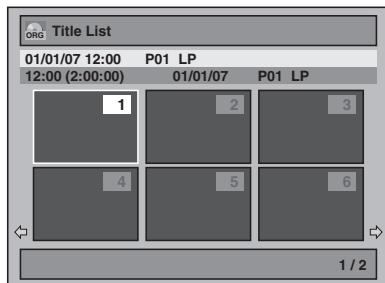 ORG Title List
01/01/07 12:00 P01 LP
12:00 (2:00:00) 01/01/07 P01 LP
1 2 3
4 5 6
1 / 2